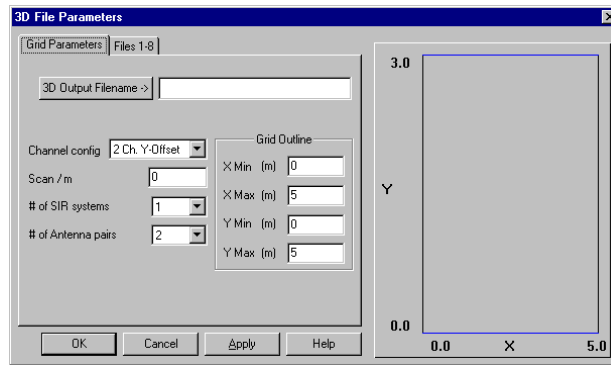 3D File Parameters
Grid Parameters Files 1-8
3D Output Filename ->
Channel config 2 Ch. Y-Offset
Scan / m 0
# of SIR systems 1
# of Antenna pairs 2
Grid Outline
X Min (m) 0
X Max (m) 5
Y Min (m) 0
Y Max (m) 5
OK Cancel Apply Help
3.0
Y
0.0
0.0 X 5.0